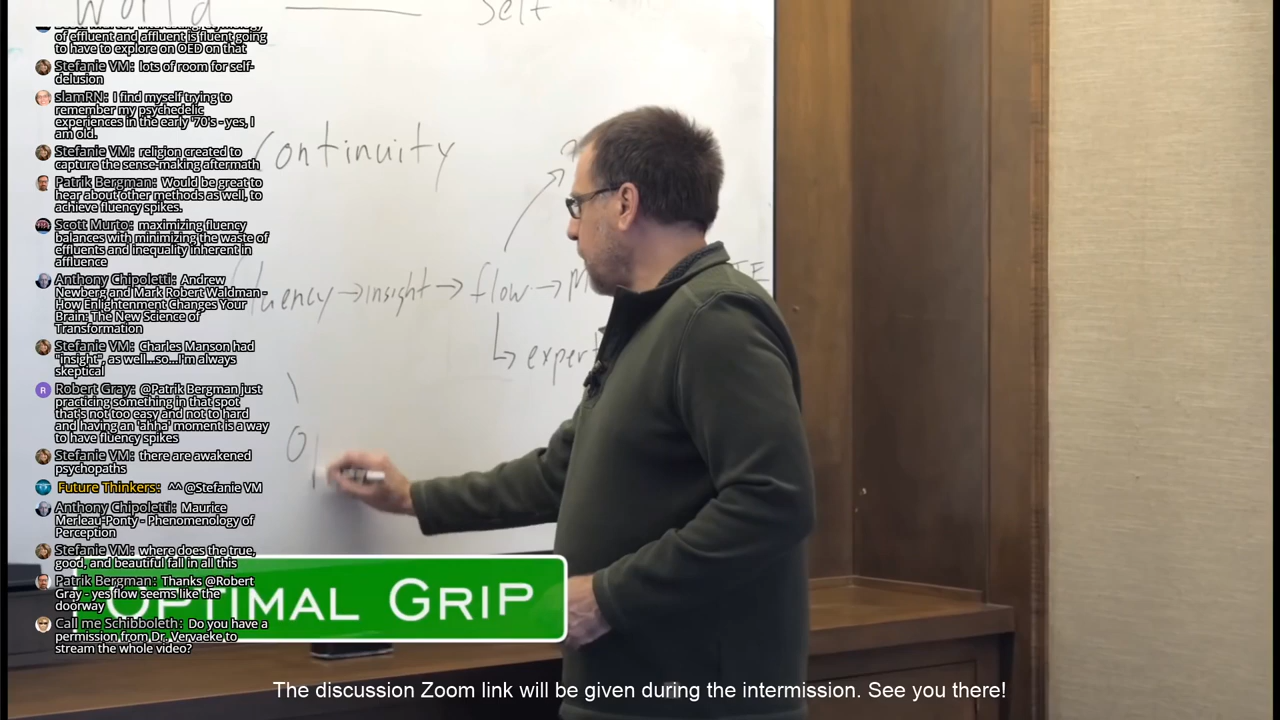 World ——— Self
of effluent and affluent is fluent going
to have to explore on OED on that
Stefanie VM: lots of room for self-
delusion
slamRN: I find myself trying to
remember my psychedelic
experiences in the early '70's - yes, I
am old.
Stefanie VM: religion created to
capture the sense-making aftermath
Patrik Bergman: Would be great to
hear about other methods as well, to
achieve fluency spikes.
Scott Murto: maximizing fluency
balances with minimizing the waste of
effluents and inequality inherent in
affluence
Anthony Chipoletti: Andrew
Newberg and Mark Robert Waldman -
How Enlightenment Changes Your
Brain: The New Science of
Transformation
Stefanie VM: Charles Manson had
"insight", as well...so...I'm always
skeptical
R
Robert Gray: @Patrik Bergman just
practicing something in that spot
that's not too easy and not to hard
and having an 'ahha' moment is a way
to have fluency spikes
Stefanie VM: there are awakened
psychopaths
Future Thinkers: ^^ @Stefanie VM
Anthony Chipoletti: Maurice
Merleau-Ponty - Phenomenology of
Perception
Stefanie VM: where does the true,
good, and beautiful fall in all this
Patrik Bergman: Thanks @Robert
Gray - yes flow seems like the
doorway
Call me Schibboleth: Do you have a
permission from Dr. Vervaeke to
stream the whole video?
Continuity
fluency → insight → flow →
↳ expert
Op
OPTIMAL GRIP
The discussion Zoom link will be given during the intermission. See you there!